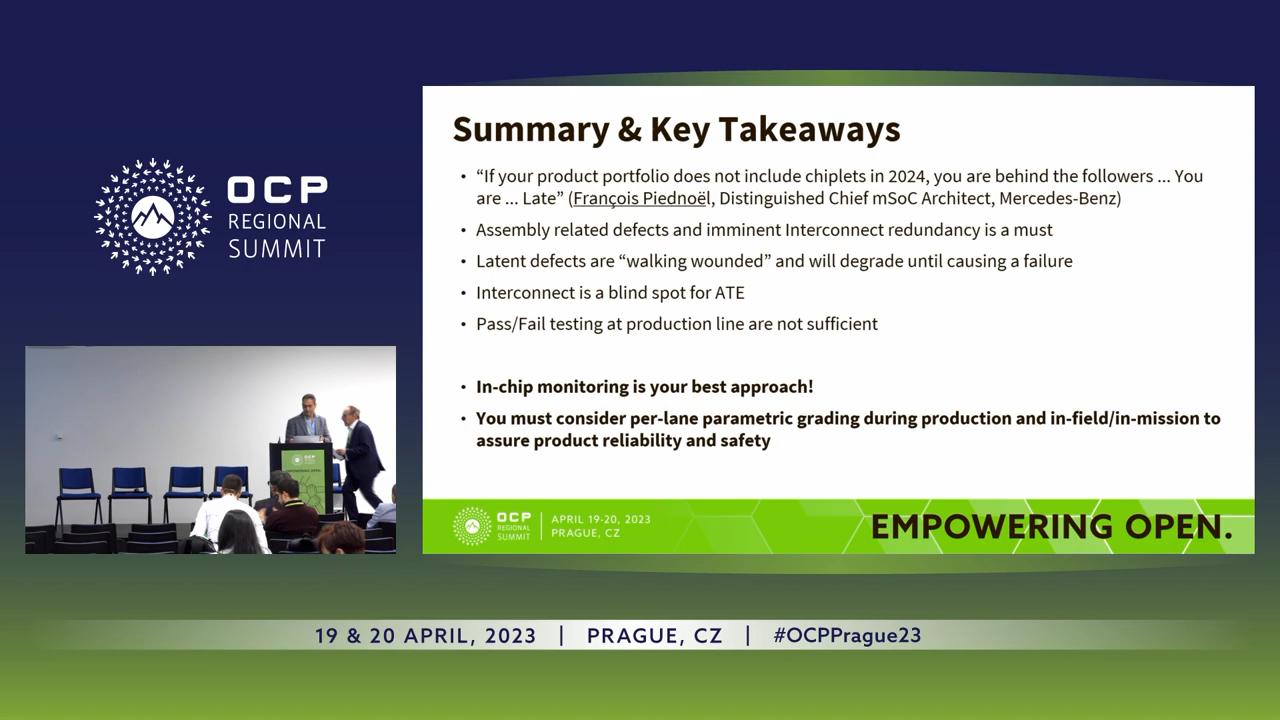 OCP
REGIONAL
SUMMIT
Summary & Key Takeaways
• “If your product portfolio does not include chiplets in 2024, you are behind the followers ... You
are ... Late” (François Piednoël, Distinguished Chief mSoC Architect, Mercedes-Benz)
• Assembly related defects and imminent Interconnect redundancy is a must
• Latent defects are “walking wounded” and will degrade until causing a failure
• Interconnect is a blind spot for ATE
• Pass/Fail testing at production line are not sufficient
• In-chip monitoring is your best approach!
• You must consider per-lane parametric grading during production and in-field/in-mission to
assure product reliability and safety
OCP
REGIONAL
SUMMIT
APRIL 19-20, 2023
PRAGUE, CZ
EMPOWERING OPEN.
EMPOWERING OPEN.
19 & 20 APRIL, 2023 | PRAGUE, CZ | #OCPPrague23